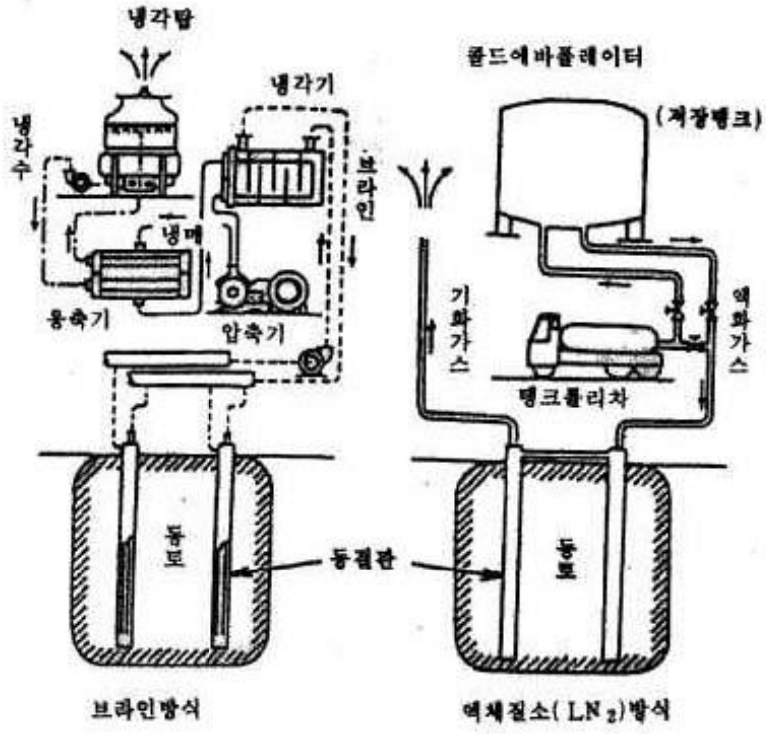 냉각탑
냉각기
냉각수
브라인
냉매
응축기
압축기
동토
동결관
브라인방식
콜드에바폴레이터
(저장탱크)
기화가스
액화가스
탱크롤리차
동토
액체질소(LN₂)방식